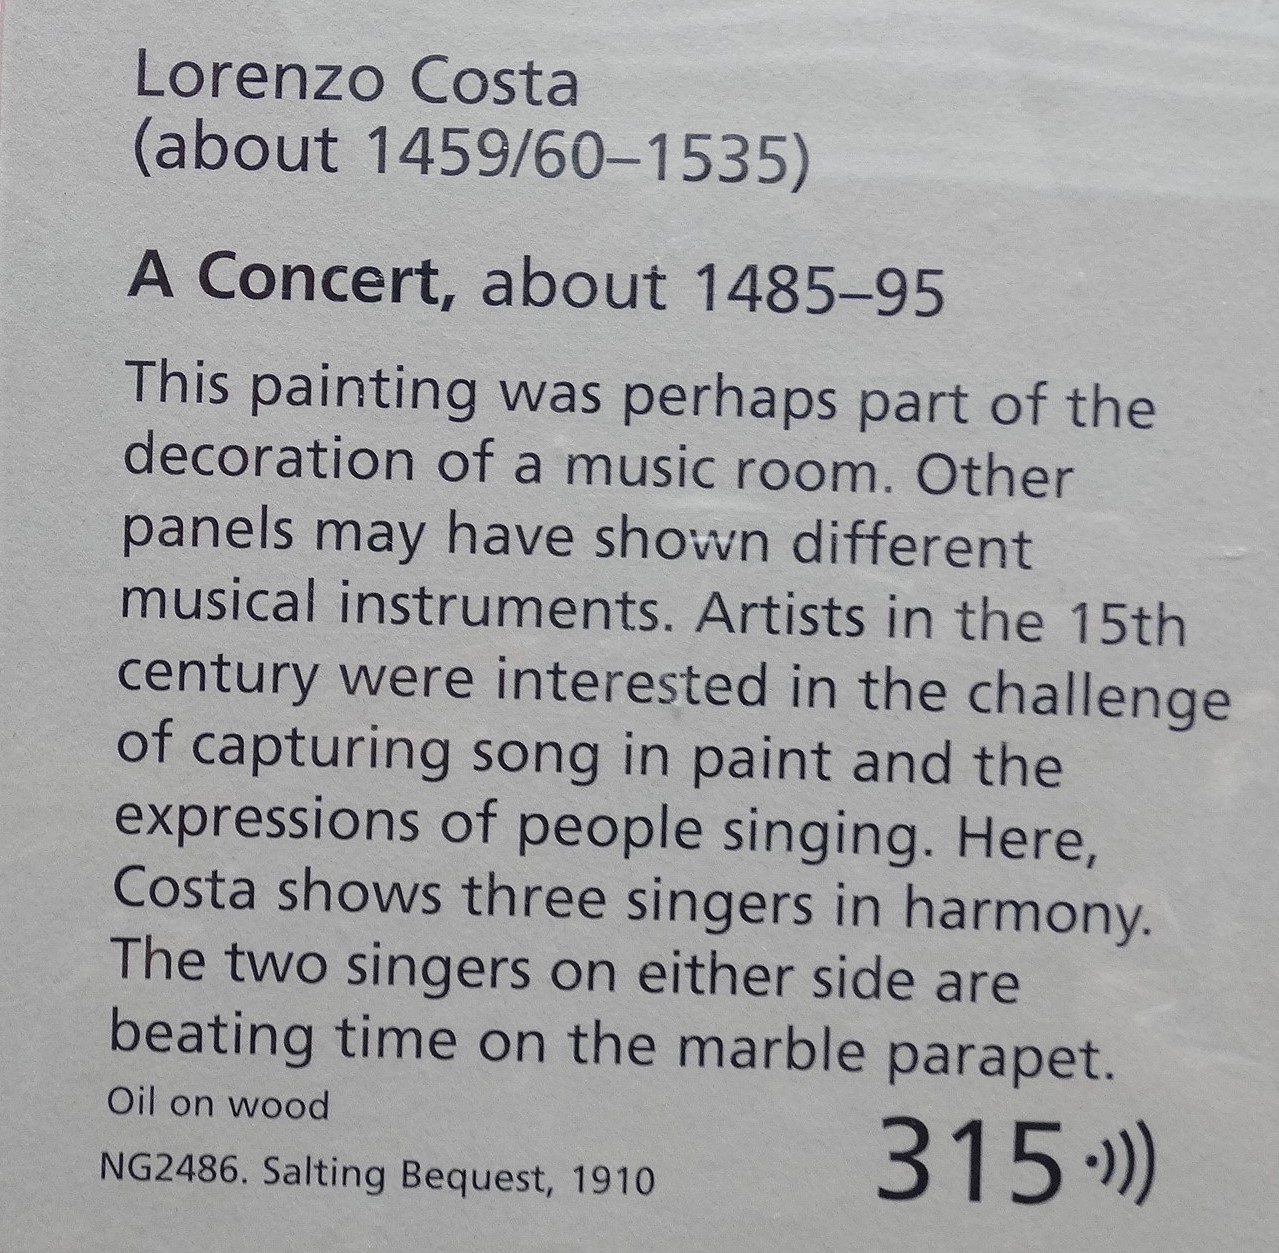 Lorenzo Costa
(about 1459/60–1535)
A Concert, about 1485–95
This painting was perhaps part of the
decoration of a music room. Other
panels may have shown different
musical instruments. Artists in the 15th
century were interested in the challenge
of capturing song in paint and the
expressions of people singing. Here,
Costa shows three singers in harmony.
The two singers on either side are
beating time on the marble parapet.
Oil on wood
NG2486. Salting Bequest, 1910
315